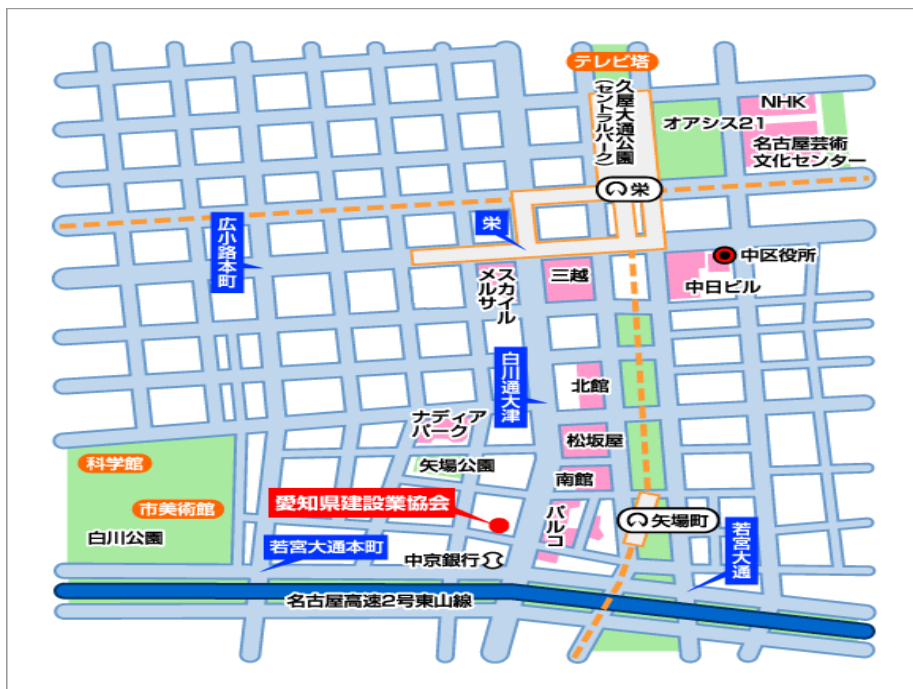 テレビ塔
久屋大通公園
(セントラルパーク)
NHK
オアシス21
名古屋芸術
文化センター
栄
栄
広小路本町
中区役所
中日ビル
三越
スカイル
メルサ
白川通大津
北館
ナディア
パーク
松坂屋
矢場公園
南館
科学館
市美術館
白川公園
愛知県建設業協会
パルコ
矢場町
若宮大通
若宮大通本町
中京銀行
名古屋高速2号東山線